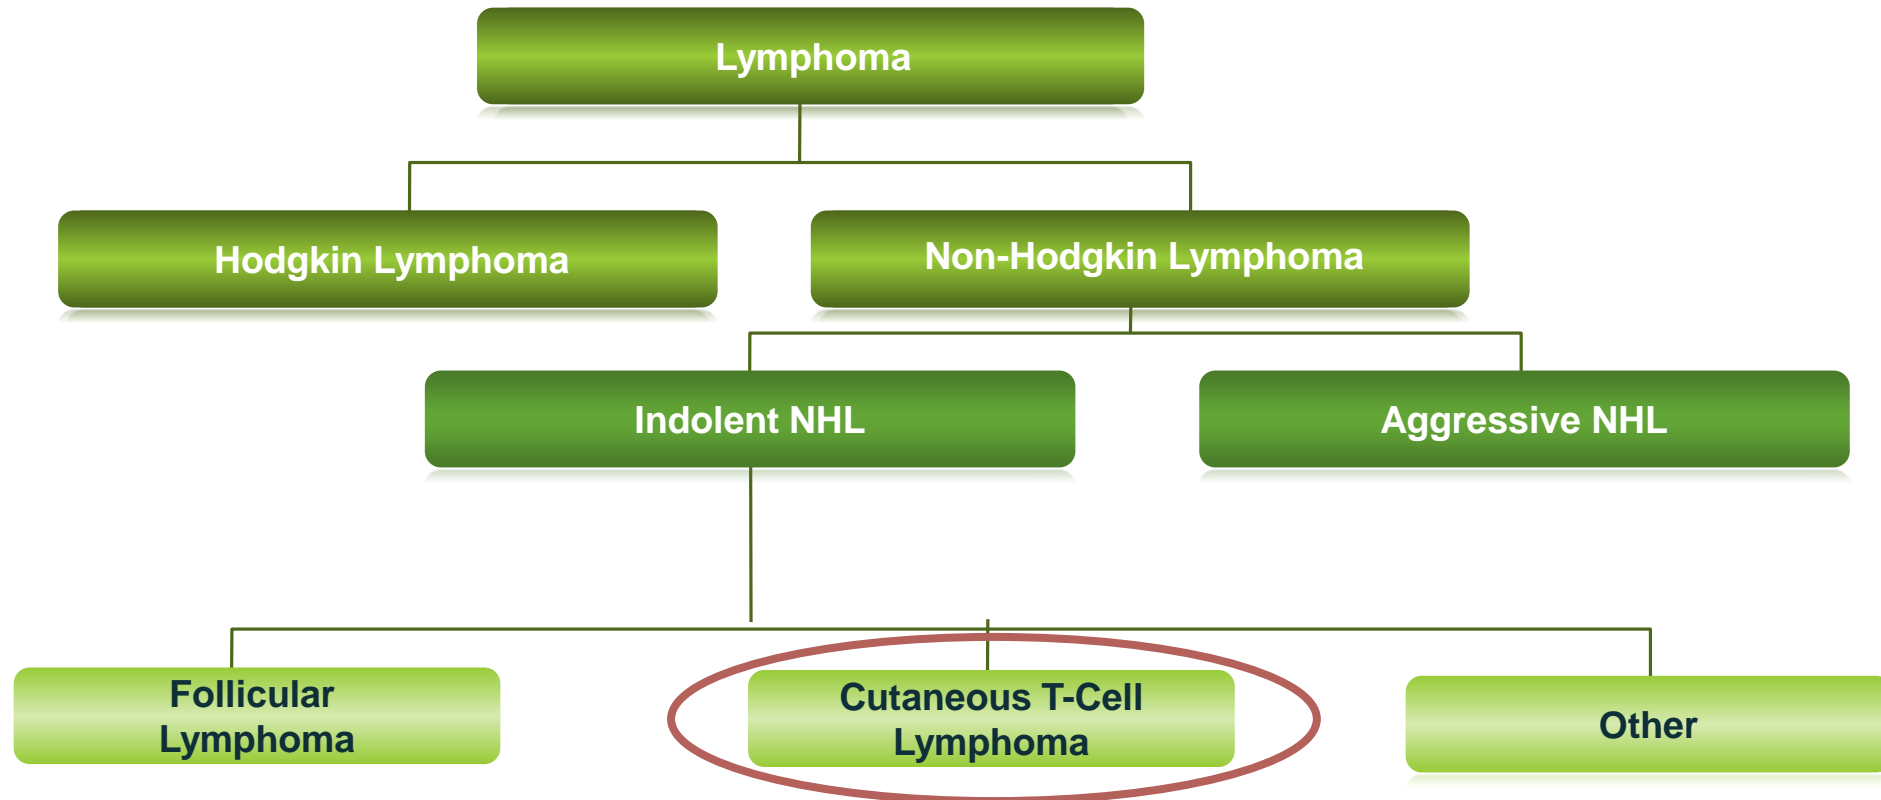 Lymphoma
Hodgkin Lymphoma
Non-Hodgkin Lymphoma
Indolent NHL
Aggressive NHL
Follicular
Lymphoma
Cutaneous T-Cell
Lymphoma
Other